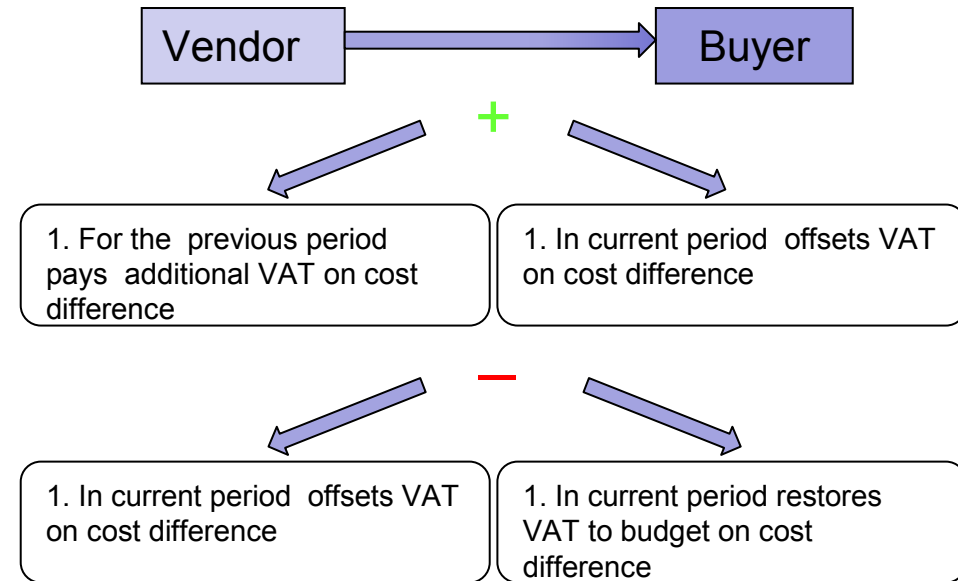 Vendor
Buyer
+
1. For the previous period
pays additional VAT on cost
difference
1. In current period offsets VAT
on cost difference
–
1. In current period offsets VAT
on cost difference
1. In current period restores
VAT to budget on cost
difference